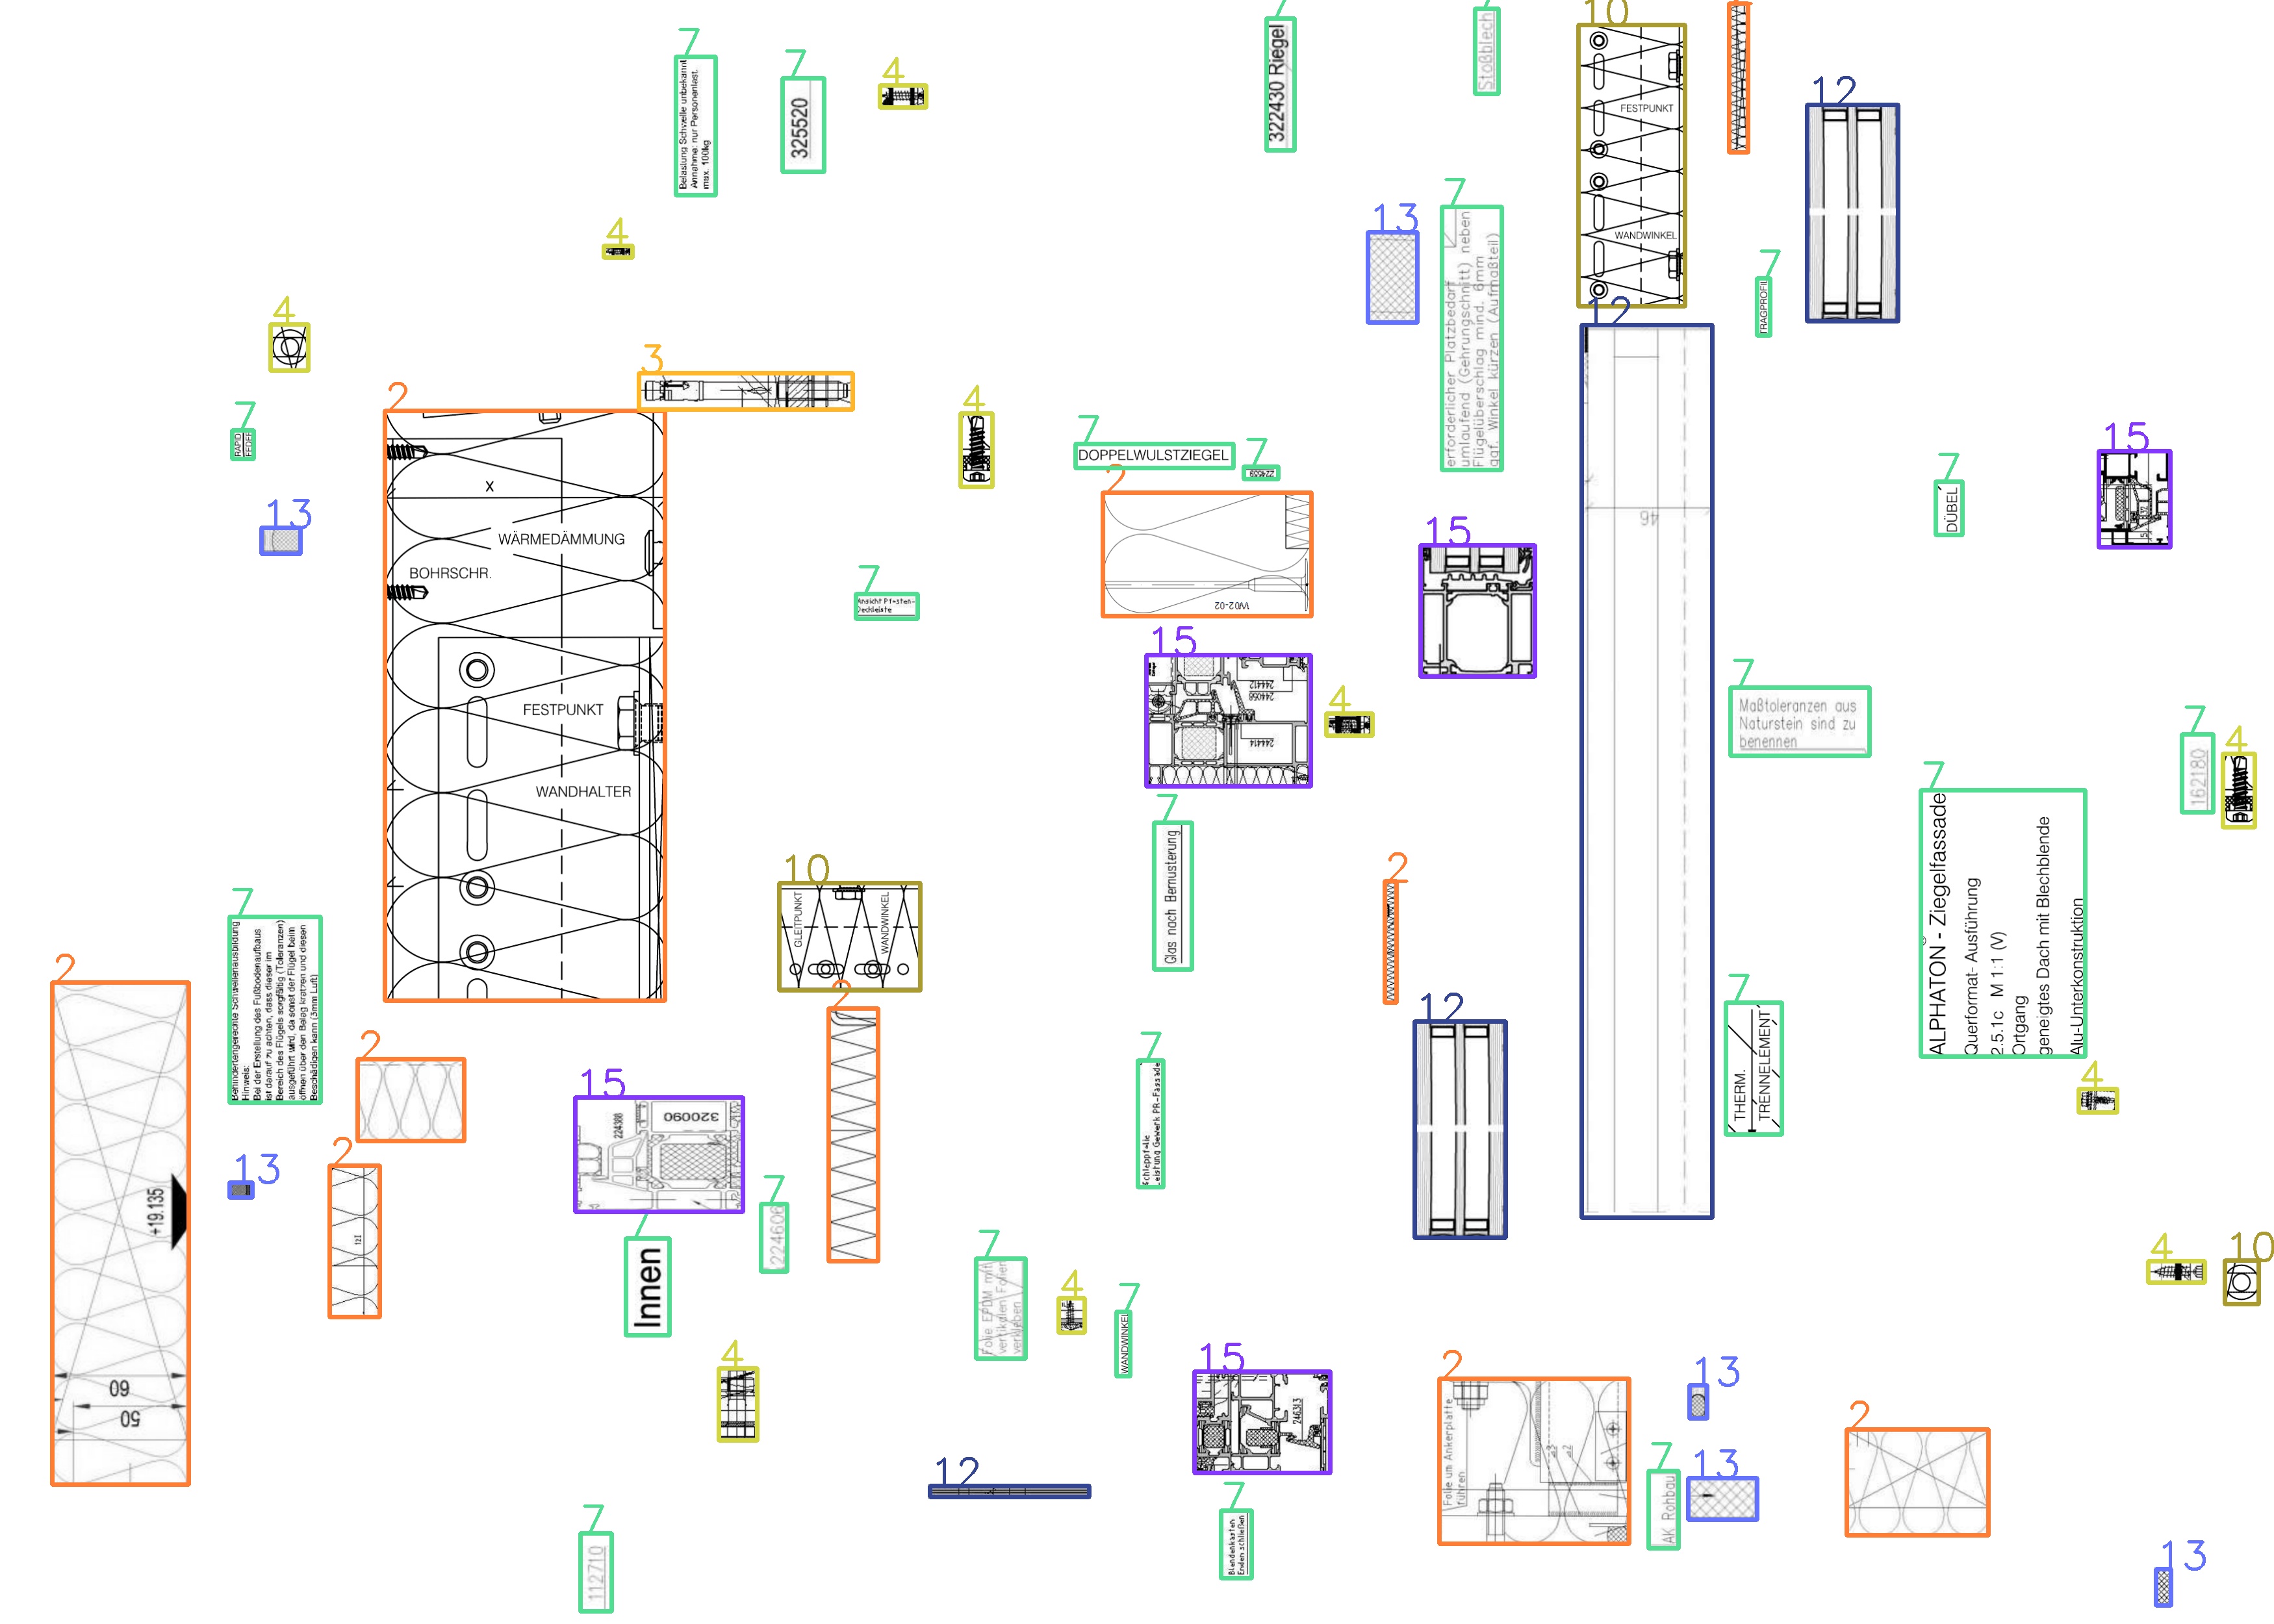 10
7
7
7
7
Stoßblech
322430 Riegel
Belastung Schwelle unbekannt
Annahme: nur Personenlast.
max. 100kg
325520
4
FESTPUNKT
WANDWINKEL
12
4
13
7
erforderlicher Platzbedarf
umlaufend (Gehrungschnitt) neben
Flügelüberschlag mind. 6mm
ggf. Winkel kürzen (Aufmaßteil)
7
TRAGPROFIL
4
12
3
2
4
7
RAPID
7
DOPPELWULSTZIEGEL
7
2
15
7
DÜBEL
X
WÄRMEDÄMMUNG
BOHRSCHR.
FESTPUNKT
WANDHALTER
13
46
15
W02-02
7
Ansicht Pfosten-
Deckleiste
15
244412
244058
244414
4
7
Maßtoleranzen aus
Naturstein sind zu
benennen
7
162180
4
7
ALPHATON - Ziegelfassade
Querformat- Ausführung
2.5.1c M 1:1 (V)
Ortgang
geneigtes Dach mit Blechblende
Alu-Unterkonstruktion
7
Glas nach Bemusterung
10
GLEITPUNKT
WANDWINKEL
2
7
Behindertengerechte Schwellenausbildung
Hinweis:
Bei der Erstellung des Fußbodenaufbaus
ist darauf zu achten, dass dieser im
Bereich des Flügels sorgfältig (Toleranzen)
ausgeführt wird, da sonst der Flügel beim
öffnen über den Belag kratzen und diesen
Beschädigen kann (3mm Luft)
2
+19.135
60
50
2
2
12
7
THERM.
TRENNELEMENT
2
2
15
224388
320090
7
Schleppfolie
Leistung Gewerk PR-Fassade
4
13
7
224606
7
Innen
7
Folie EPDM mit
vertikalen Folien
verkleben
4
7
WANDWINKEL
4
10
4
15
246313
2
Folie um Ankerplatte
führen
13
13
7
AK Rohbau
2
12
7
Blendenkasten
Enden schließen
7
112710
13